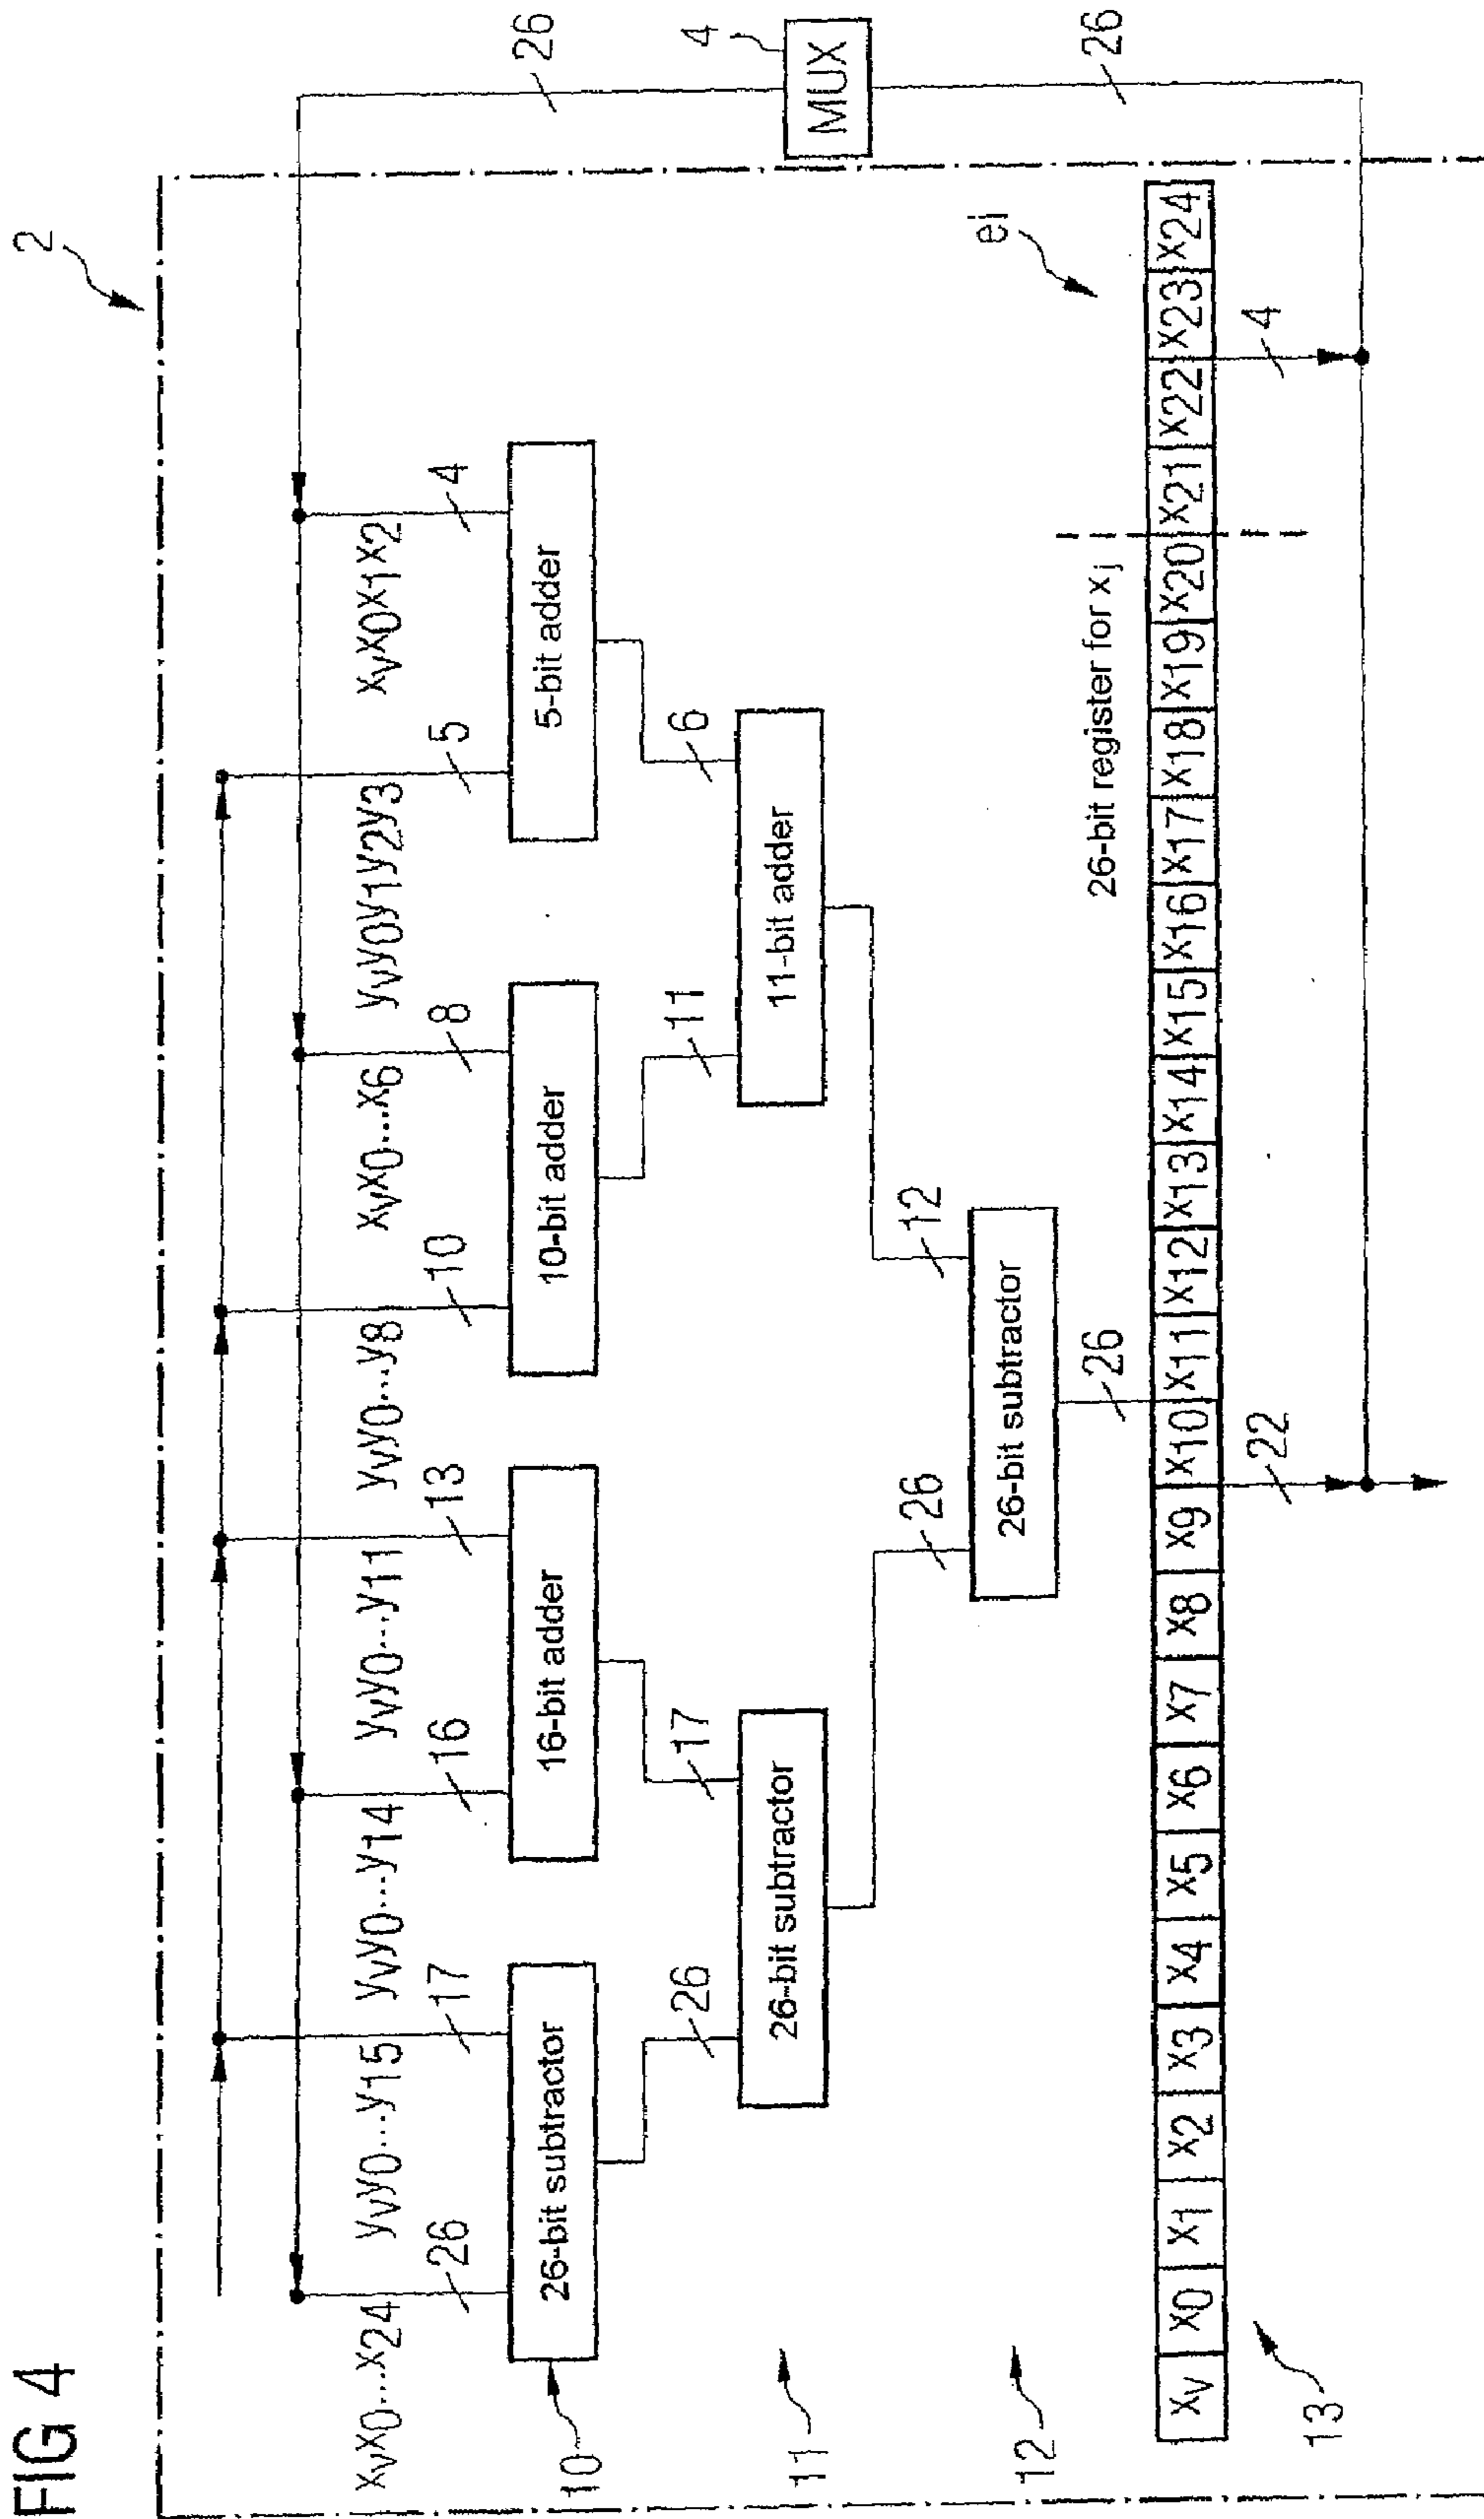 FIG 4
2
26
4
MUX
26
xvx0...x24
yvy0...y15
yvy0...y14
yvy0...y11
yvy0...y8
xvx0...x6
yvy0y1y2y3
xvx0x1x2
26
17
16
13
10
8
5
4
10
26-bit subtractor
16-bit adder
10-bit adder
5-bit adder
26
17
11
6
11
26-bit subtractor
11-bit adder
26
12
12
26-bit subtractor
26
26-bit register for xj
ei
xv x0 x1 x2 x3 x4 x5 x6 x7 x8 x9 x10 x11 x12 x13 x14 x15 x16 x17 x18 x19 x20 x21 x22 x23 x24
13
22
4